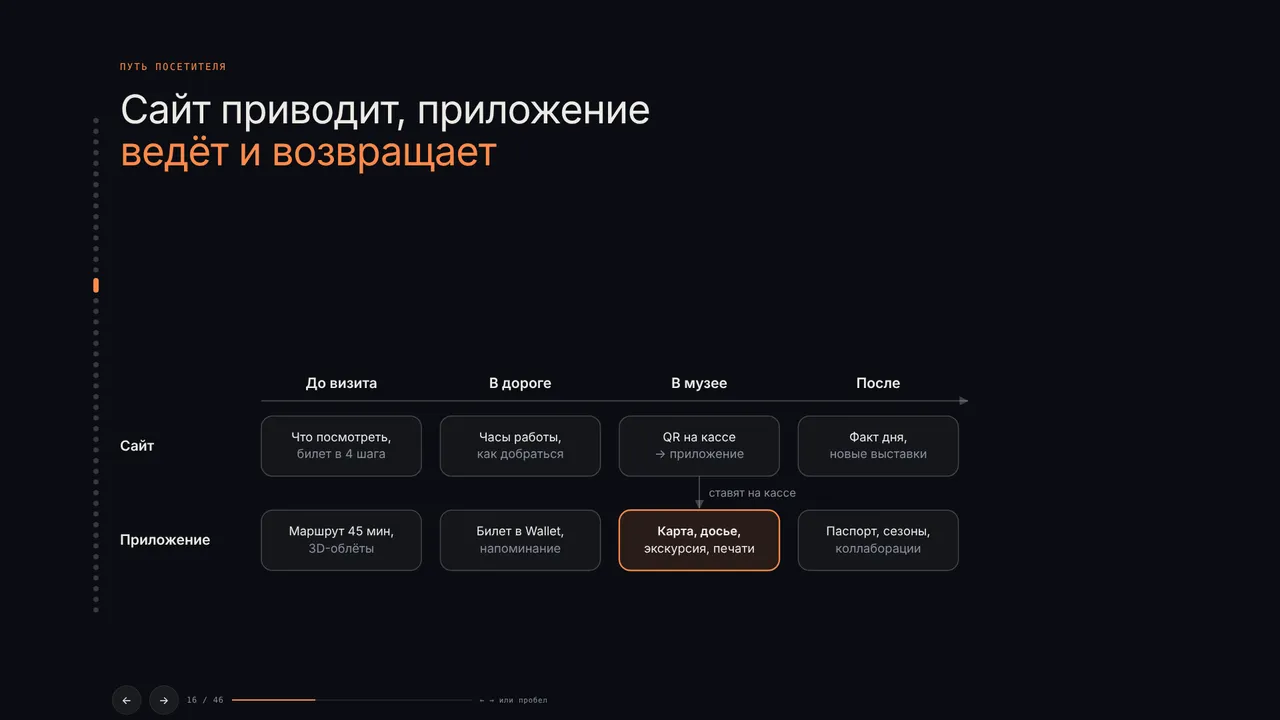 ПУТЬ ПОСЕТИТЕЛЯ
Сайт приводит, приложение
ведёт и возвращает
До визита
В дороге
В музее
После
Сайт
Что посмотреть,
билет в 4 шага
Часы работы,
как добраться
QR на кассе
→ приложение
Факт дня,
новые выставки
ставят на кассе
Приложение
Маршрут 45 мин,
3D-облёты
Билет в Wallet,
напоминание
Карта, досье,
экскурсия, печати
Паспорт, сезоны,
коллаборации
← → 16 / 46 ← → или пробел